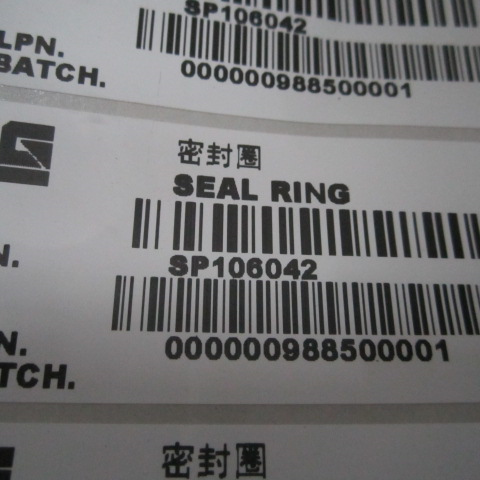 SP106042
LPN.
BATCH.
000000988500001
密封圈
SEAL RING
N.
SP106042
N.
TCH.
000000988500001
密封圈